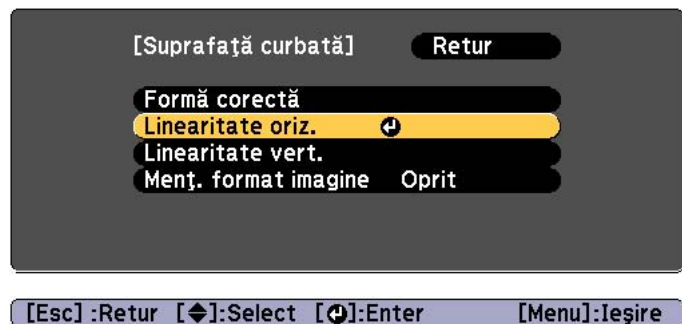 [Suprafaţă curbată] Retur
Formă corectă
Linearitate oriz.
Linearitate vert.
Menţ. format imagine Oprit
[Esc] :Retur [◆]:Select [↵]:Enter [Menu]:Ieşire